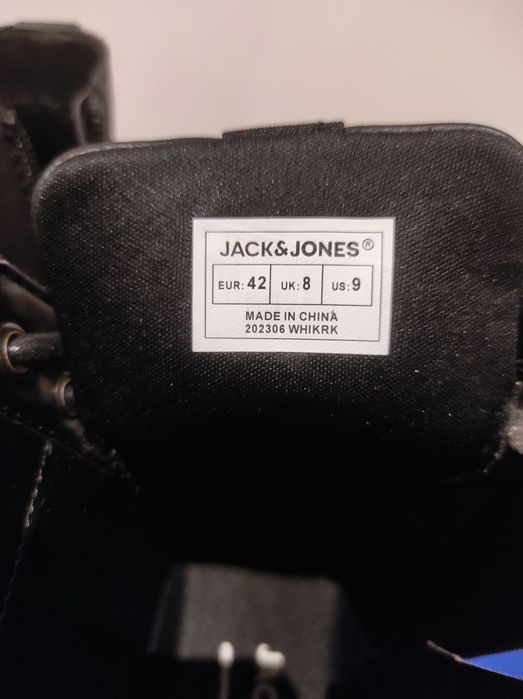 JACK&JONES®
EUR: 42 UK: 8 US: 9
MADE IN CHINA
202306 WHIKRK